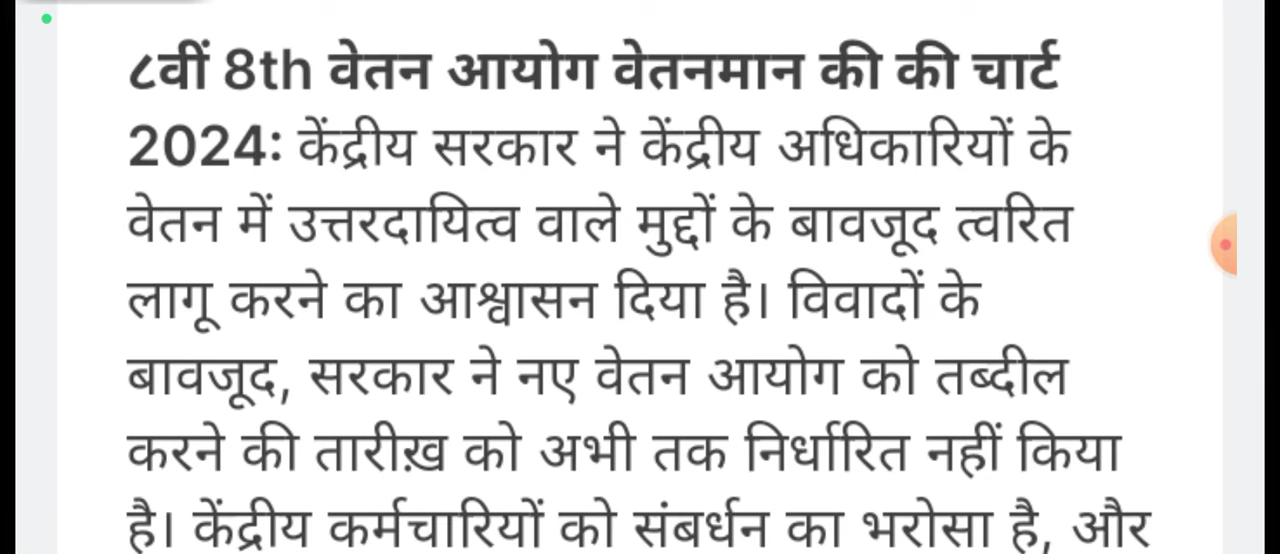 ८वीं 8th वेतन आयोग वेतनमान की की चार्ट
2024: केंद्रीय सरकार ने केंद्रीय अधिकारियों के
वेतन में उत्तरदायित्व वाले मुद्दों के बावजूद त्वरित
लागू करने का आश्वासन दिया है। विवादों के
बावजूद, सरकार ने नए वेतन आयोग को तब्दील
करने की तारीख़ को अभी तक निर्धारित नहीं किया
है। केंद्रीय कर्मचारियों को संबर्धन का भरोसा है, और